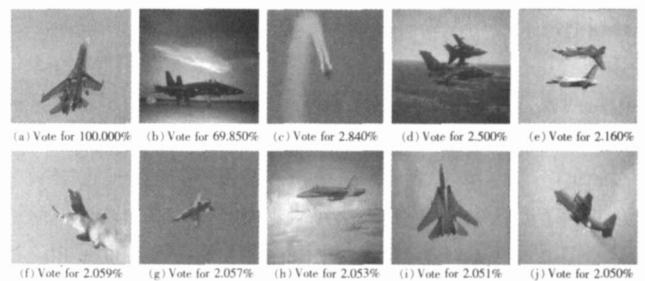 (a) Vote for 100.000% (b) Vote for 69.850% (c) Vote for 2.840% (d) Vote for 2.500% (e) Vote for 2.160%
(f) Vote for 2.059% (g) Vote for 2.057% (h) Vote for 2.053% (i) Vote for 2.051% (j) Vote for 2.050%